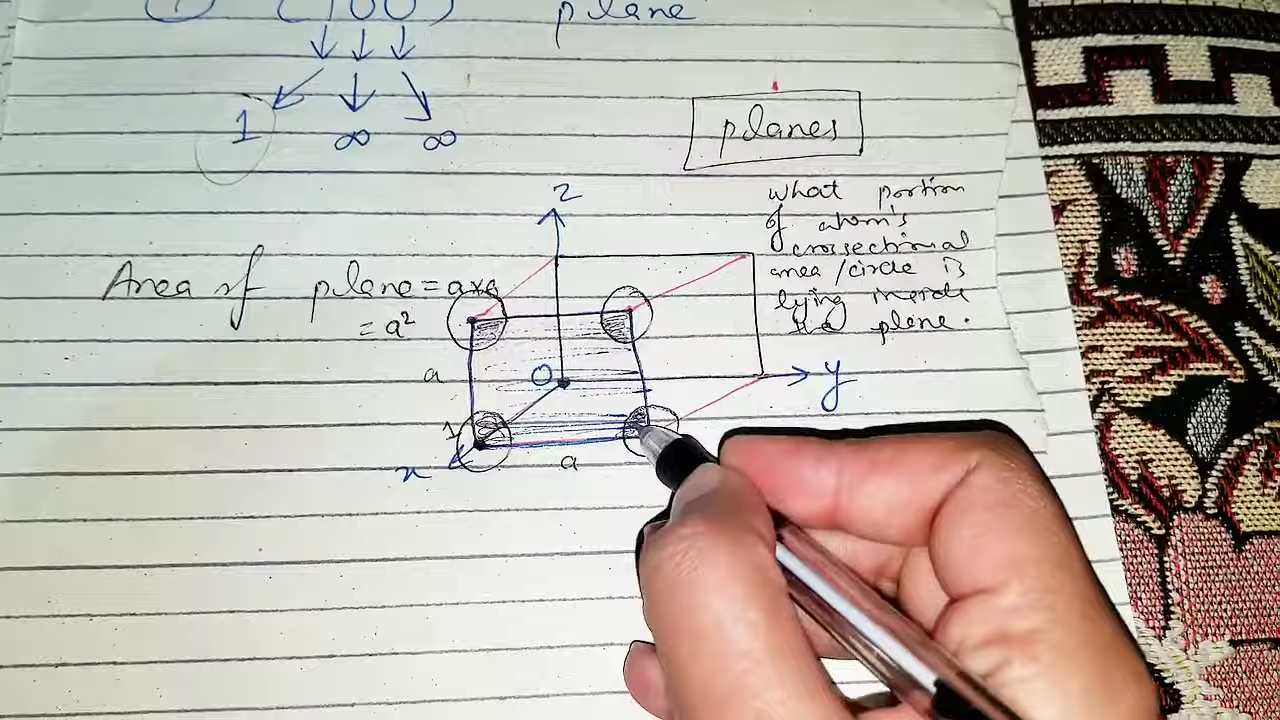 (100) plane
1 ∞ ∞
planes
what portion
of atom's
crossectional
area /circle is
lying inside
the plane.
Z
Area of plane = a×a
= a²
a
O
y
1
x
a